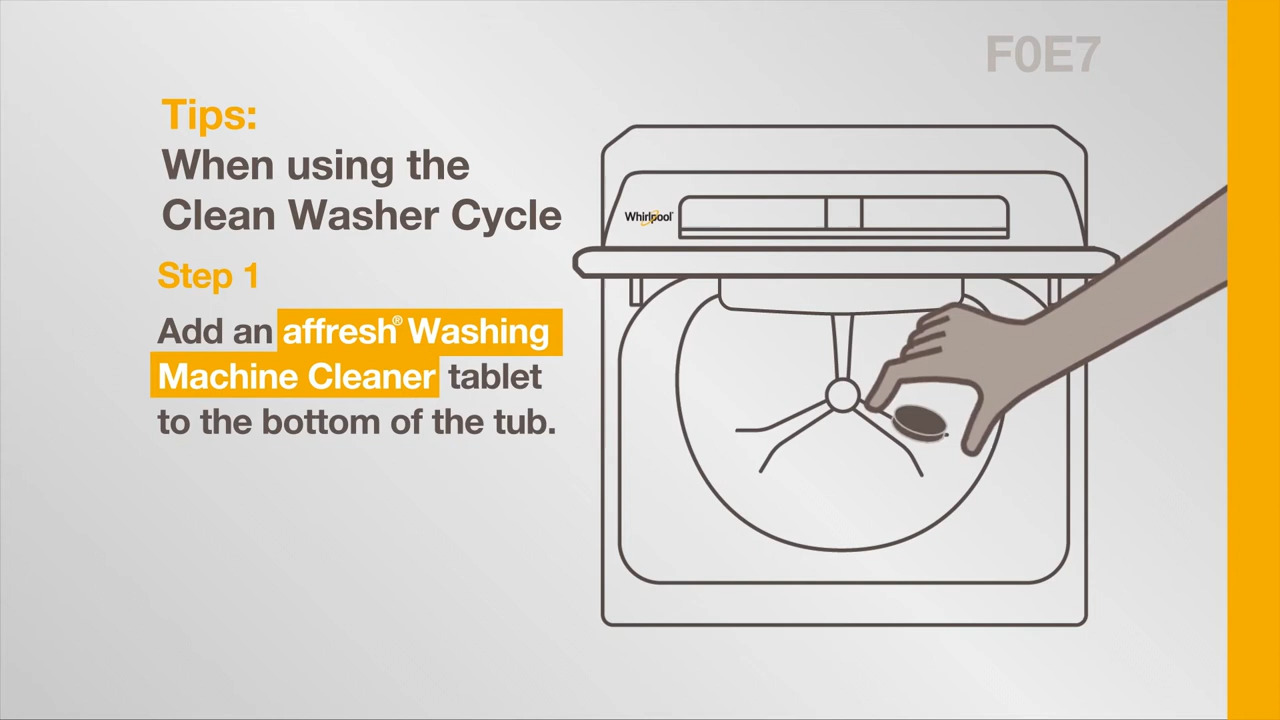 F0E7
Tips:
When using the
Clean Washer Cycle
Step 1
Add an affresh® Washing
Machine Cleaner tablet
to the bottom of the tub.
Whirlpool